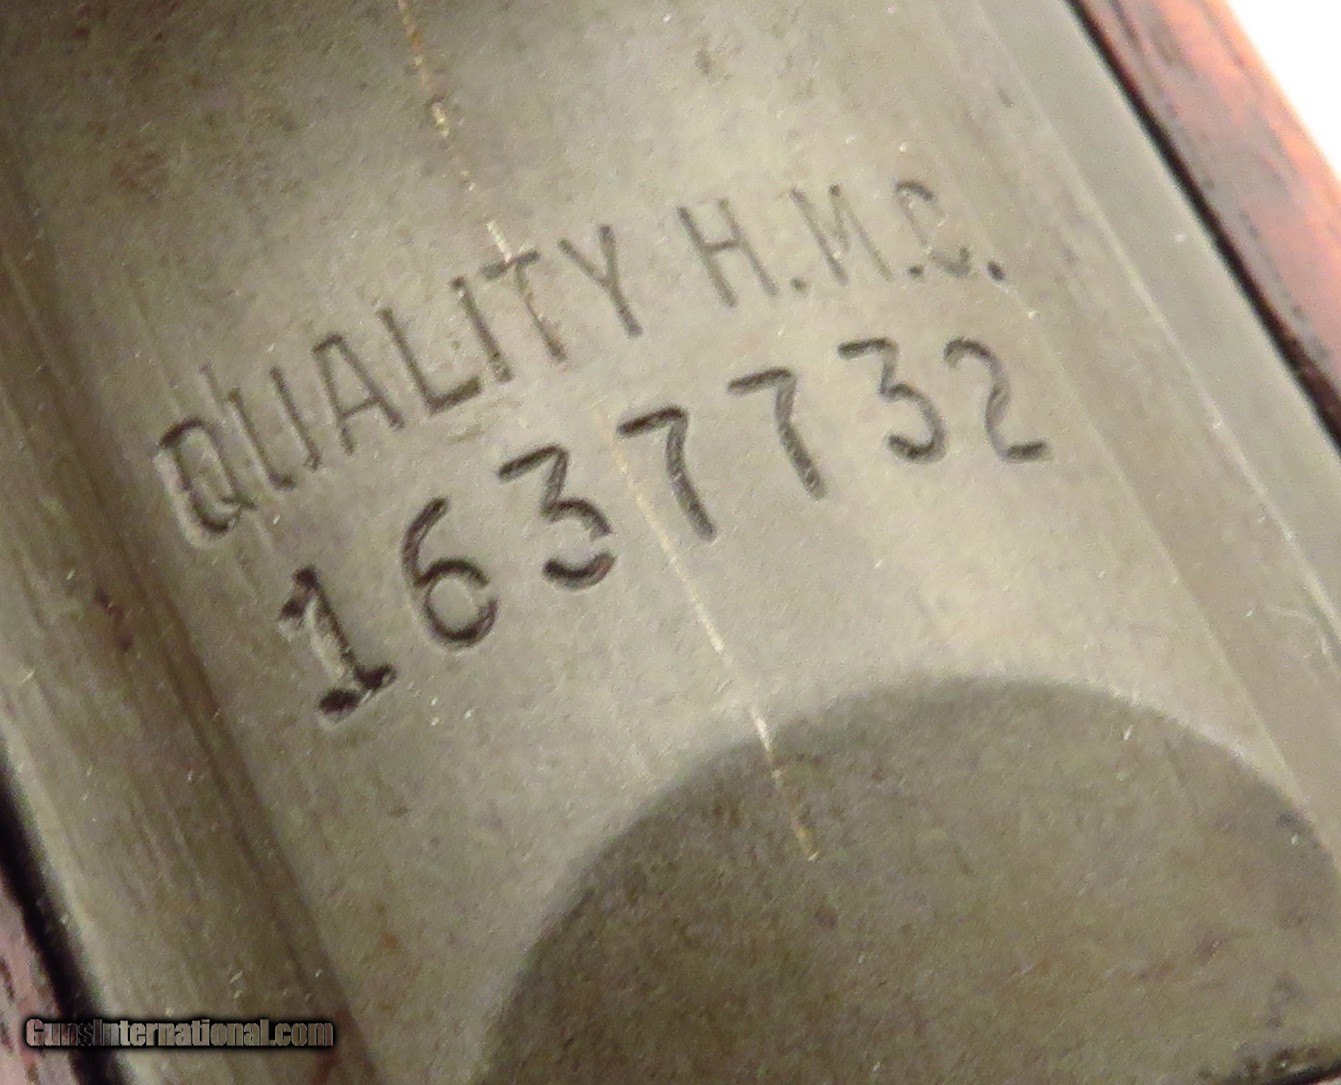 QUALITY H.M.C.
1637732
GunsInternational.com